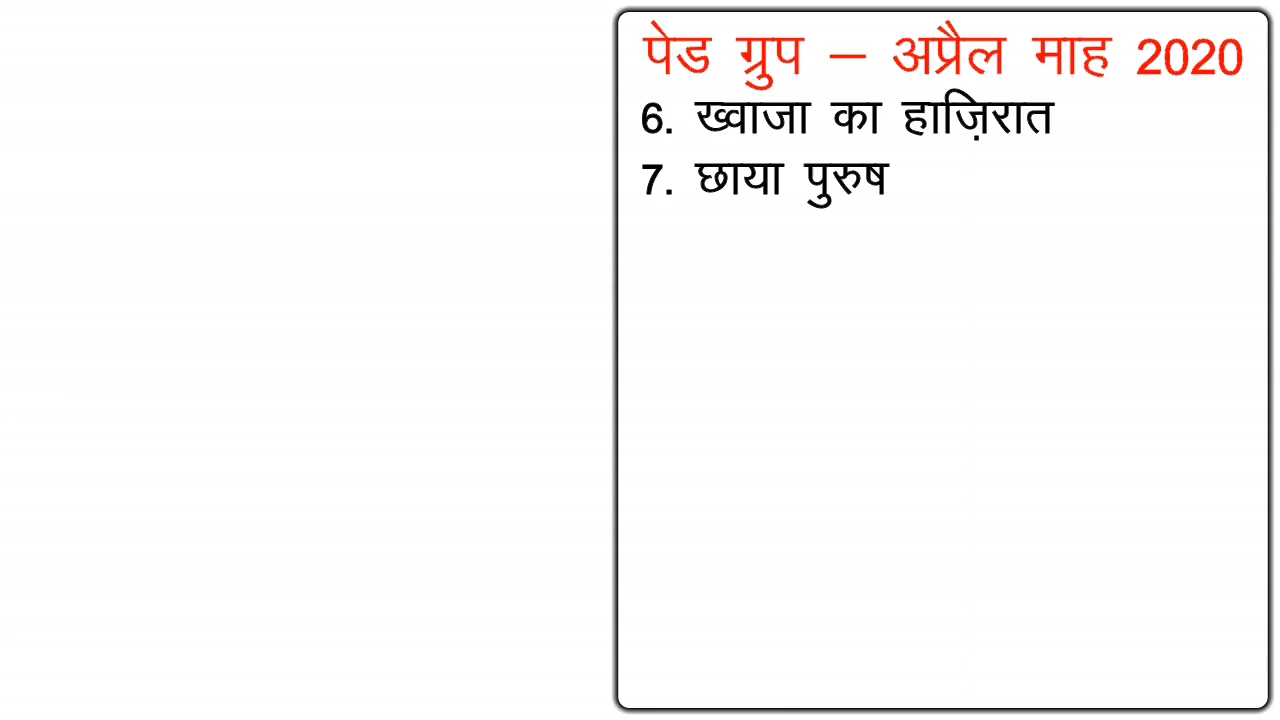 पेड ग्रुप – अप्रैल माह 2020
6. ख्वाजा का हाज़िरात
7. छाया पुरुष